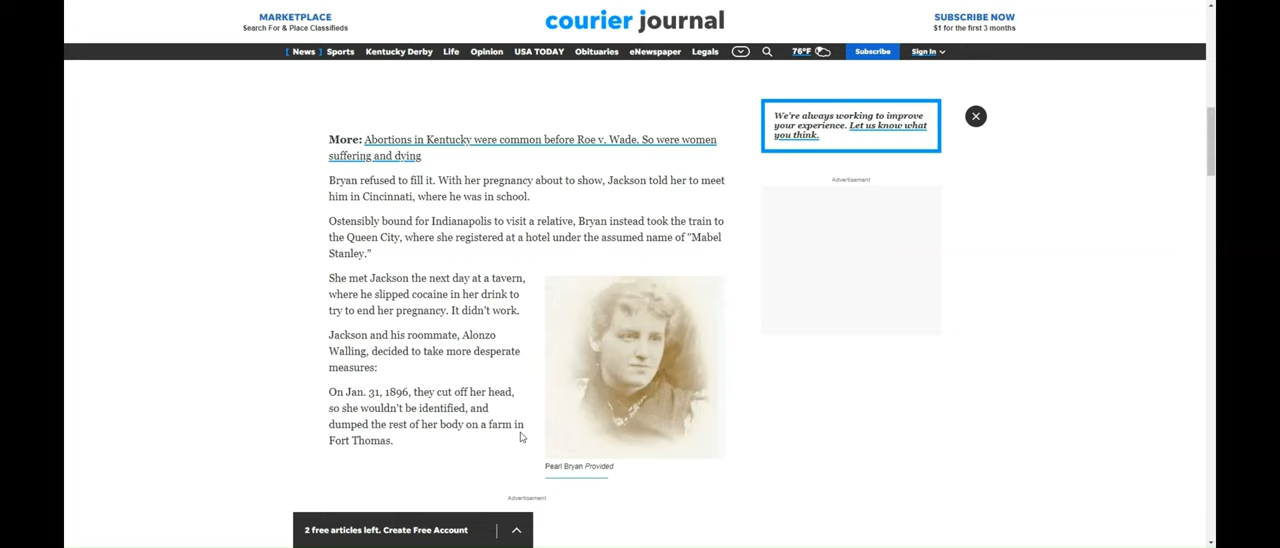 MARKETPLACE
Search For & Place Classifieds
courier journal
SUBSCRIBE NOW
$1 for the first 3 months
[ News ] Sports Kentucky Derby Life Opinion USA TODAY Obituaries eNewspaper Legals 76°F Subscribe Sign In
More: Abortions in Kentucky were common before Roe v. Wade. So were women
suffering and dying
Bryan refused to fill it. With her pregnancy about to show, Jackson told her to meet
him in Cincinnati, where he was in school.
Ostensibly bound for Indianapolis to visit a relative, Bryan instead took the train to
the Queen City, where she registered at a hotel under the assumed name of "Mabel
Stanley."
She met Jackson the next day at a tavern,
where he slipped cocaine in her drink to
try to end her pregnancy. It didn't work.
Jackson and his roommate, Alonzo
Walling, decided to take more desperate
measures:
On Jan. 31, 1896, they cut off her head,
so she wouldn't be identified, and
dumped the rest of her body on a farm in
Fort Thomas.
Pearl Bryan Provided
Advertisement
2 free articles left. Create Free Account
We're always working to improve
your experience. Let us know what
you think.
Advertisement